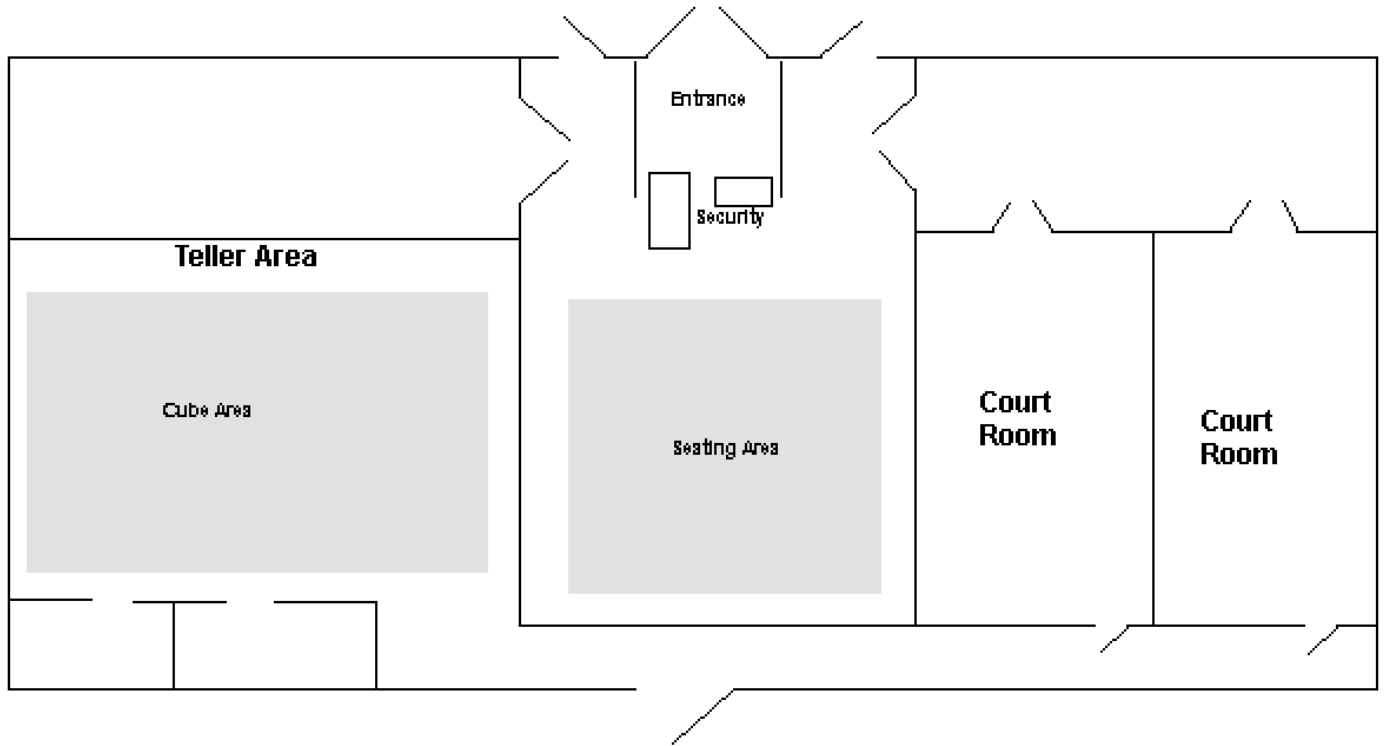 Entrance
Security
Teller Area
Cube Area
Seating Area
Court
Room
Court
Room